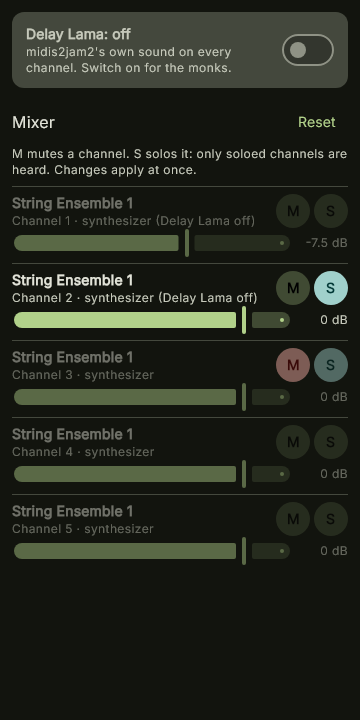 Delay Lama: off
midis2jam2's own sound on every
channel. Switch on for the monks.
Mixer
Reset
M mutes a channel. S solos it: only soloed channels are
heard. Changes apply at once.
String Ensemble 1
M S
Channel 1 · synthesizer (Delay Lama off)
-7.5 dB
String Ensemble 1
M S
Channel 2 · synthesizer (Delay Lama off)
0 dB
String Ensemble 1
M S
Channel 3 · synthesizer
0 dB
String Ensemble 1
M S
Channel 4 · synthesizer
0 dB
String Ensemble 1
M S
Channel 5 · synthesizer
0 dB